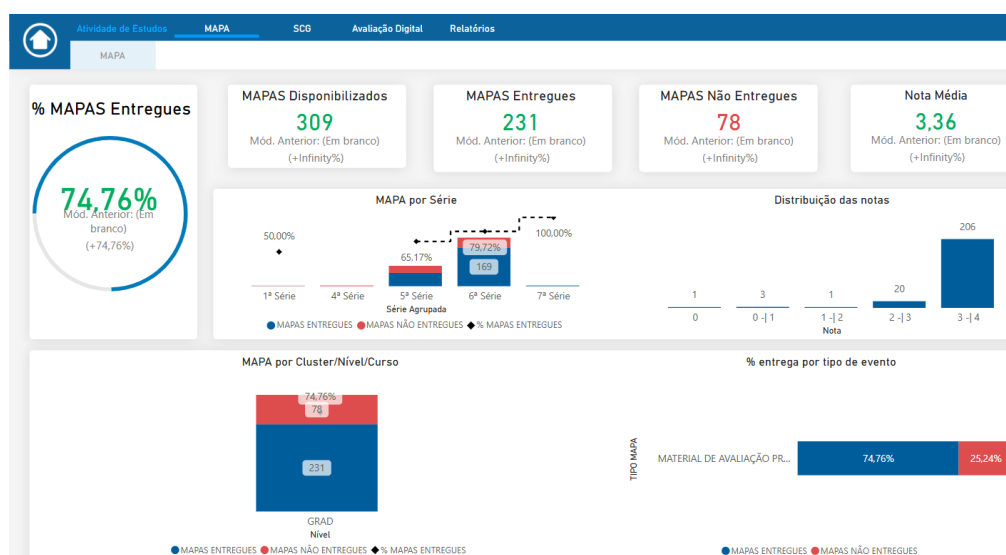 Atividade de Estudos MAPA SCG Avaliação Digital Relatórios
MAPA
% MAPAS Entregues
74,76%
Mód. Anterior: (Em
branco)
(+74,76%)
MAPAS Disponibilizados
309
Mód. Anterior: (Em branco)
(+Infinity%)
MAPAS Entregues
231
Mód. Anterior: (Em branco)
(+Infinity%)
MAPAS Não Entregues
78
Mód. Anterior: (Em branco)
(+Infinity%)
Nota Média
3,36
Mód. Anterior: (Em branco)
(+Infinity%)
MAPA por Série
50,00%
65,17%
79,72%
169
100,00%
1ª Série 4ª Série 5ª Série 6ª Série 7ª Série
Série Agrupada
MAPAS ENTREGUES MAPAS NÃO ENTREGUES % MAPAS ENTREGUES
Distribuição das notas
1 3 1 20 206
0 0 -| 1 1 -| 2 2 -| 3 3 -| 4
Nota
MAPA por Cluster/Nível/Curso
74,76%
78
231
GRAD
Nível
MAPAS ENTREGUES MAPAS NÃO ENTREGUES % MAPAS ENTREGUES
% entrega por tipo de evento
TIPO MAPA
MATERIAL DE AVALIAÇÃO PR... 74,76% 25,24%
MAPAS ENTREGUES MAPAS NÃO ENTREGUES